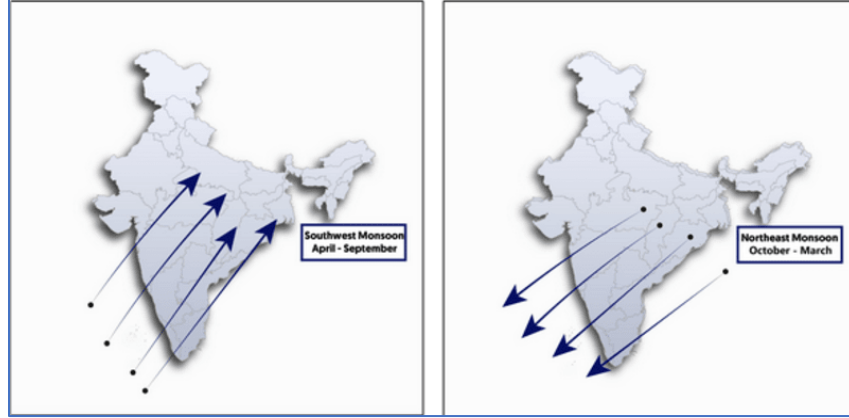 Southwest Monsoon
April - September
Northeast Monsoon
October - March